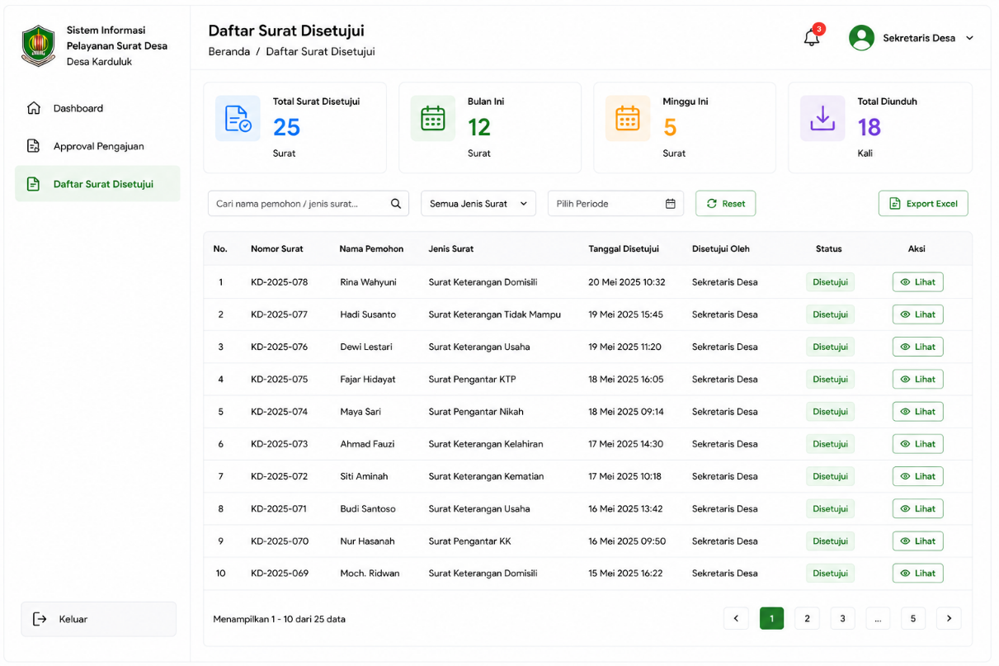 Sistem Informasi
Pelayanan Surat Desa
Desa Karduluk
Dashboard
Approval Pengajuan
Daftar Surat Disetujui
Keluar
Daftar Surat Disetujui
Beranda / Daftar Surat Disetujui
3
Sekretaris Desa
Total Surat Disetujui
25
Surat
Bulan Ini
12
Surat
Minggu Ini
5
Surat
Total Diunduh
18
Kali
Cari nama pemohon / jenis surat...
Semua Jenis Surat
Pilih Periode
Reset
Export Excel
No. Nomor Surat Nama Pemohon Jenis Surat Tanggal Disetujui Disetujui Oleh Status Aksi
1 KD-2025-078 Rina Wahyuni Surat Keterangan Domisili 20 Mei 2025 10:32 Sekretaris Desa Disetujui Lihat
2 KD-2025-077 Hadi Susanto Surat Keterangan Tidak Mampu 19 Mei 2025 15:45 Sekretaris Desa Disetujui Lihat
3 KD-2025-076 Dewi Lestari Surat Keterangan Usaha 19 Mei 2025 11:20 Sekretaris Desa Disetujui Lihat
4 KD-2025-075 Fajar Hidayat Surat Pengantar KTP 18 Mei 2025 16:05 Sekretaris Desa Disetujui Lihat
5 KD-2025-074 Maya Sari Surat Pengantar Nikah 18 Mei 2025 09:14 Sekretaris Desa Disetujui Lihat
6 KD-2025-073 Ahmad Fauzi Surat Keterangan Kelahiran 17 Mei 2025 14:30 Sekretaris Desa Disetujui Lihat
7 KD-2025-072 Siti Aminah Surat Keterangan Kematian 17 Mei 2025 10:18 Sekretaris Desa Disetujui Lihat
8 KD-2025-071 Budi Santoso Surat Keterangan Usaha 16 Mei 2025 13:42 Sekretaris Desa Disetujui Lihat
9 KD-2025-070 Nur Hasanah Surat Pengantar KK 16 Mei 2025 09:50 Sekretaris Desa Disetujui Lihat
10 KD-2025-069 Moch. Ridwan Surat Keterangan Domisili 15 Mei 2025 16:22 Sekretaris Desa Disetujui Lihat
Menampilkan 1 - 10 dari 25 data
1 2 3 ... 5